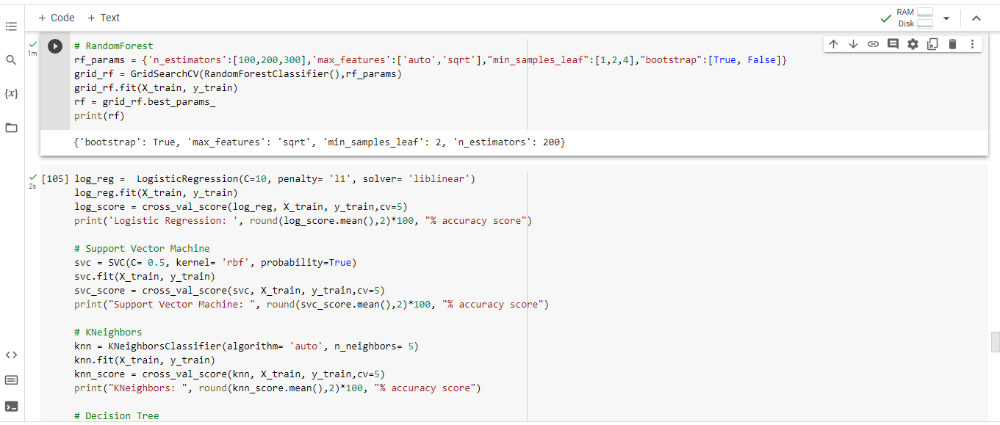 + Code + Text
RAM
Disk
1m
# RandomForest
rf_params = {'n_estimators':[100,200,300],'max_features':['auto','sqrt'],"min_samples_leaf":[1,2,4],"bootstrap":[True, False]}
grid_rf = GridSearchCV(RandomForestClassifier(),rf_params)
grid_rf.fit(X_train, y_train)
rf = grid_rf.best_params_
print(rf)
{x}
{'bootstrap': True, 'max_features': 'sqrt', 'min_samples_leaf': 2, 'n_estimators': 200}
2s
[105] log_reg =  LogisticRegression(C=10, penalty= 'l1', solver= 'liblinear')
log_reg.fit(X_train, y_train)
log_score = cross_val_score(log_reg, X_train, y_train,cv=5)
print('Logistic Regression: ', round(log_score.mean(),2)*100, "% accuracy score")
# Support Vector Machine
svc = SVC(C= 0.5, kernel= 'rbf', probability=True)
svc.fit(X_train, y_train)
svc_score = cross_val_score(svc, X_train, y_train,cv=5)
print("Support Vector Machine: ", round(svc_score.mean(),2)*100, "% accuracy score")
# KNeighbors
knn = KNeighborsClassifier(algorithm= 'auto', n_neighbors= 5)
knn.fit(X_train, y_train)
knn_score = cross_val_score(knn, X_train, y_train,cv=5)
print("KNeighbors: ", round(knn_score.mean(),2)*100, "% accuracy score")
# Decision Tree